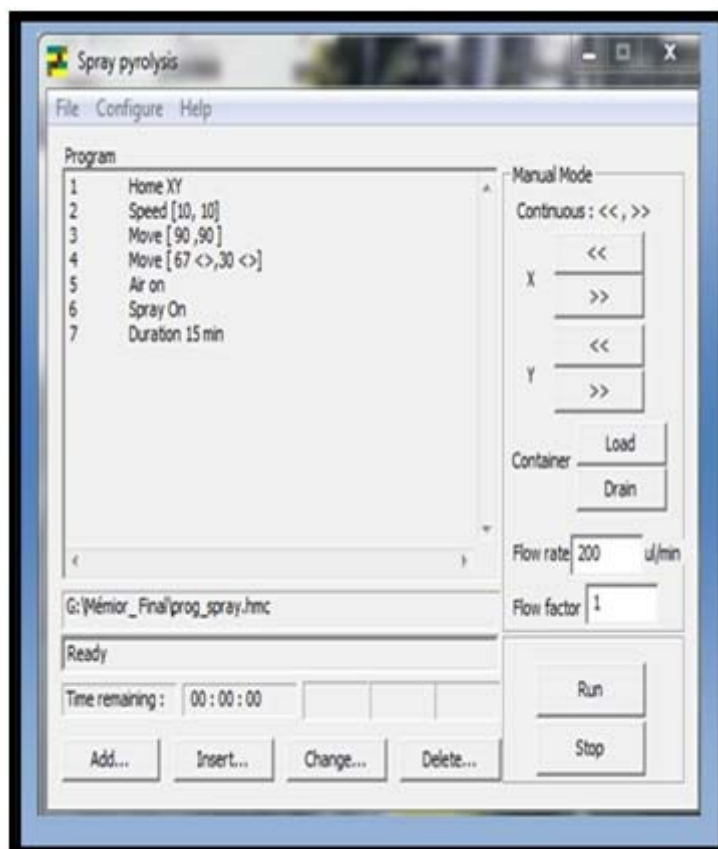 Spray pyrolysis
File Configure Help
Program
1 Home XY
2 Speed [10, 10]
3 Move [ 90 ,90 ]
4 Move [ 67 <>,30 <>]
5 Air on
6 Spray On
7 Duration 15 min
G:\Mémior_Final\prog_spray.hmc
Ready
Time remaining : 00 : 00 : 00
Add... Insert... Change... Delete...
Manual Mode
Continuous : << , >>
X
<<
>>
Y
<<
>>
Container
Load
Drain
Flow rate 200 ul/min
Flow factor 1
Run
Stop